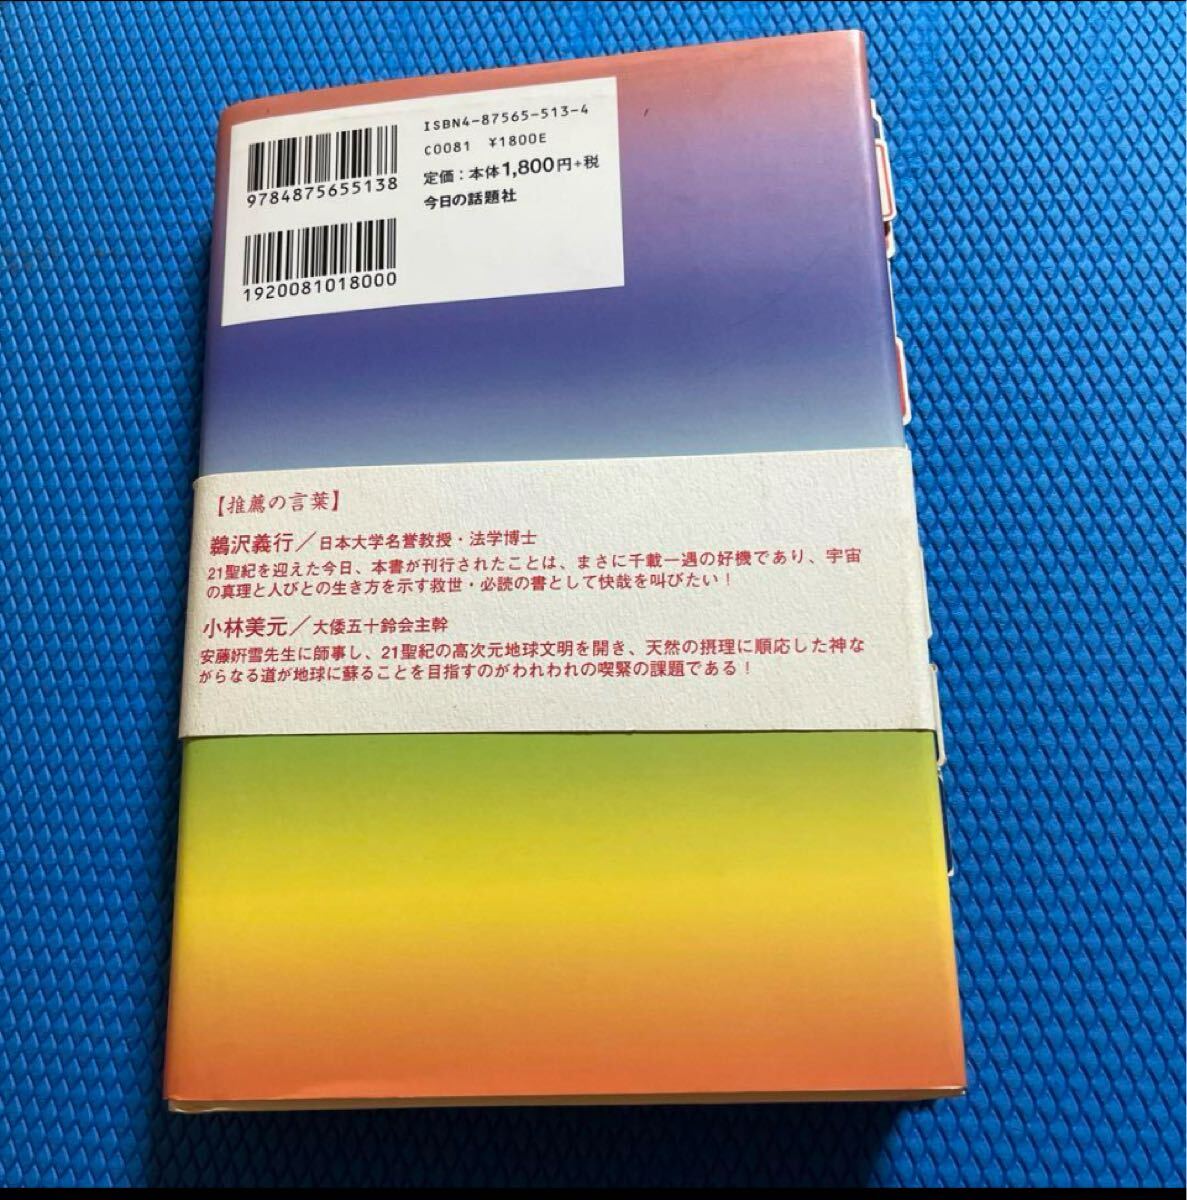 ISBN4-87565-513-4
C0081 ¥1800E
定価：本体1,800円+税
今日の話題社
9784875655138
1920081018000
【推薦の言葉】
鵜沢義行／日本大学名誉教授・法学博士
21聖紀を迎えた今日、本書が刊行されたことは、まさに千載一遇の好機であり、宇宙
の真理と人びとの生き方を示す救世・必読の書として快哉を叫びたい！
小林美元／大倭五十鈴会主幹
安藤妍雪先生に師事し、21聖紀の高次元地球文明を開き、天然の摂理に順応した神な
がらなる道が地球に蘇ることを目指すのがわれわれの喫緊の課題である！